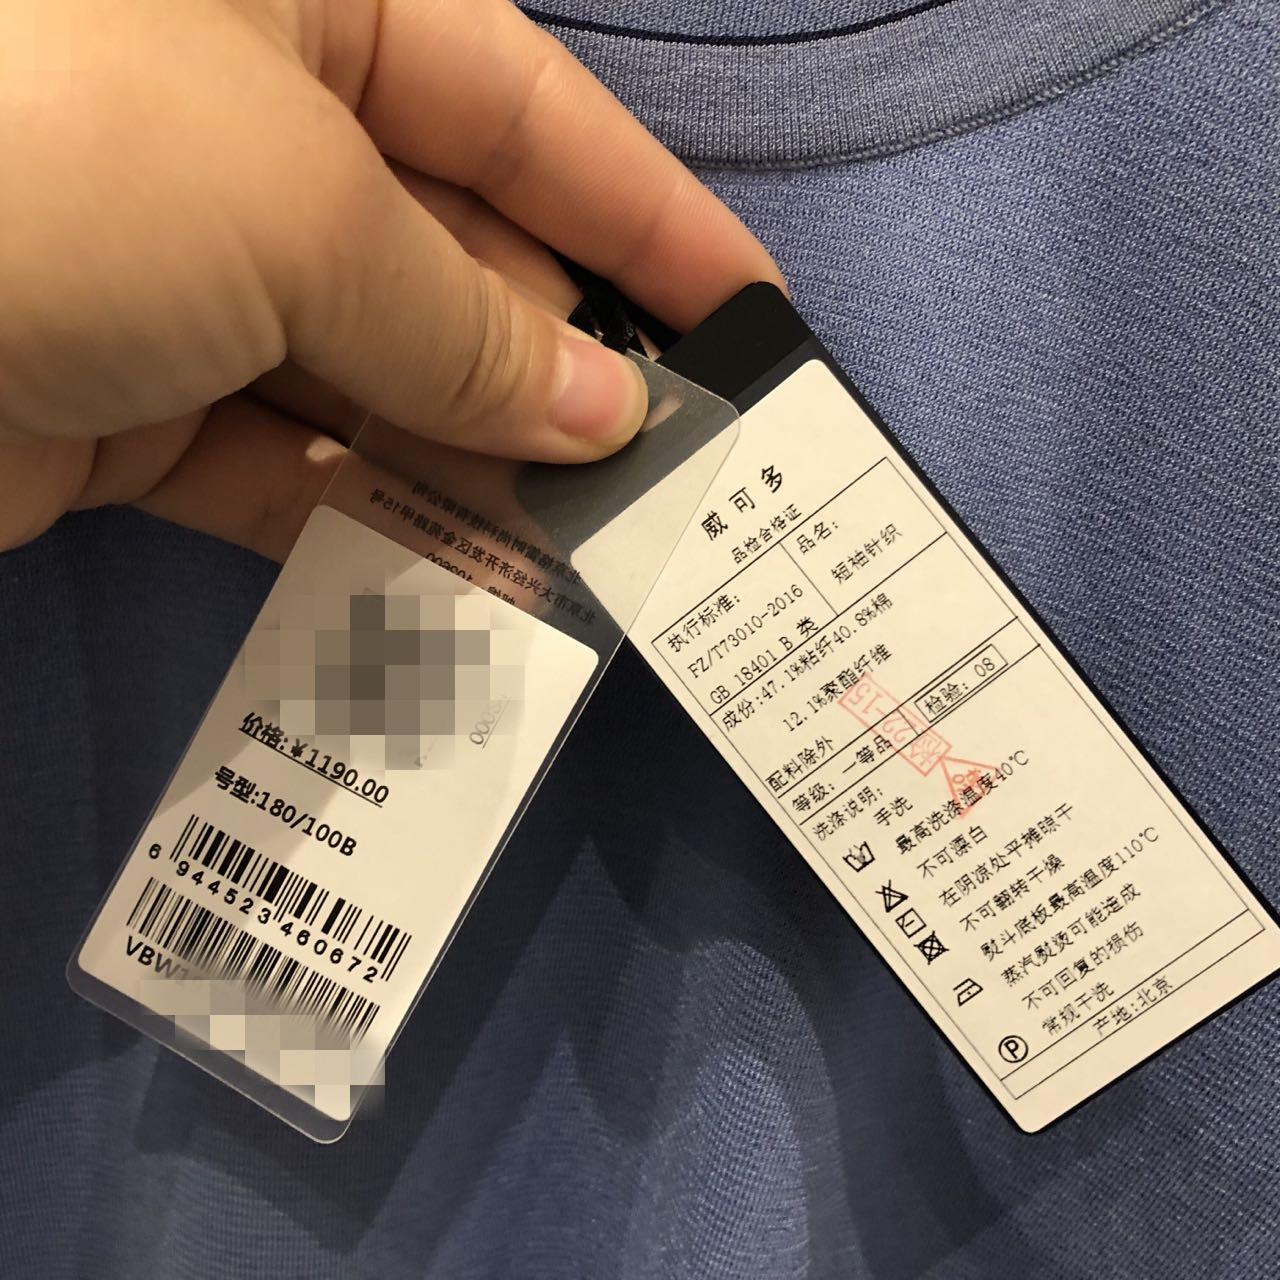 价格:￥1190.00
号型:180/100B
6 944523 460672
VBW1
威可多
品检合格证
执行标准:
FZ/T73010-2016
GB 18401 B 类
品名:
短袖针织
成份:47.1%粘纤40.8%棉
12.1%聚酯纤维
配料除外
等级: 一等品
检验: 08
检22-15
洗涤说明:
手洗
最高洗涤温度40℃
不可漂白
在阴凉处平摊晾干
不可翻转干燥
熨斗底板最高温度110℃
蒸汽熨烫可能造成
不可回复的损伤
P
常规干洗
产地:北京